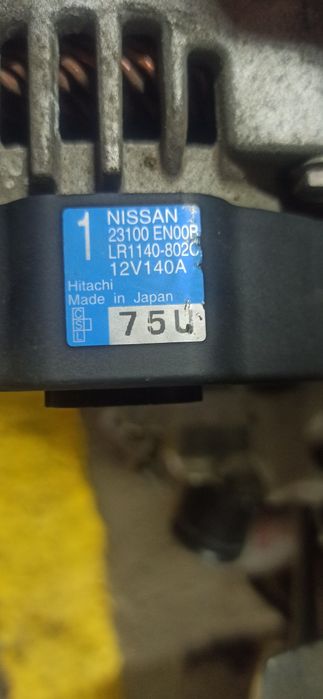 1
NISSAN
23100 EN00B
LR1140-802C
12V140A
Hitachi
Made in Japan
C
S
L
75U